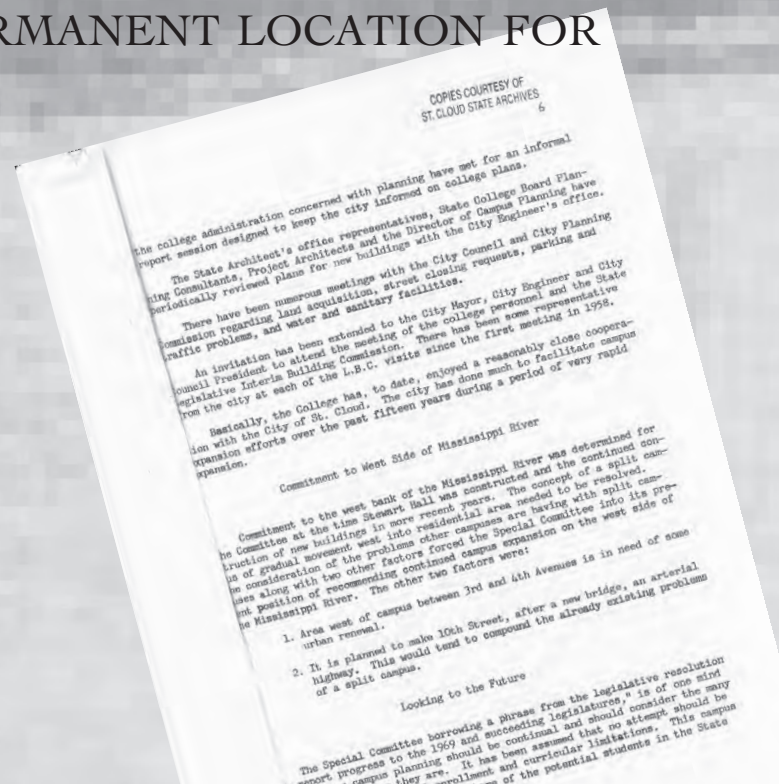 RMANENT LOCATION FOR
COPIES COURTESY OF
ST. CLOUD STATE ARCHIVES
6
the college administration concerned with planning have met for an informal
report session designed to keep the city informed on college plans.
The State Architect's office representatives, State College Board Plan-
ning Consultants, Project Architects and the Director of Campus Planning have
periodically reviewed plans for new buildings with the City Engineer's office.
There have been numerous meetings with the City Council and City Planning
Commission regarding land acquisition, street closing requests, parking and
traffic problems, and water and sanitary facilities.
An invitation has been extended to the City Mayor, City Engineer and City
ouncil President to attend the meeting of the college personnel and the State
egislative Interim Building Commission. There has been some representative
from the city at each of the L.B.C. visits since the first meeting in 1958.
Basically, the College has, to date, enjoyed a reasonably close coopera-
ion with the City of St. Cloud. The city has done much to facilitate campus
xpansion efforts over the past fifteen years during a period of very rapid
xpansion.
Commitment to West Side of Mississippi River
Commitment to the west bank of the Mississippi River was determined for
he Committee at the time Stewart Hall was constructed and the continued con-
truction of new buildings in more recent years. The concept of a split cam-
us of gradual movement west into residential area needed to be resolved.
consideration of the problems other campuses are having with split cam-
uses along with two other factors forced the Special Committee into its pre-
nt position of recommending continued campus expansion on the west side of
he Mississippi River. The other two factors were:
1. Area west of campus between 3rd and 4th Avenues is in need of some
urban renewal.
2. It is planned to make 10th Street, after a new bridge, an arterial
highway. This would tend to compound the already existing problems
of a split campus.
Looking to the Future
The Special Committee borrowing a phrase from the legislative resolution
report progress to the 1969 and succeeding legislatures," is of one mind
campus planning should be continual and should consider the many
they are. It has been assumed that no attempt should be
enrollment and curricular limitations. This campus
of the potential students in the State